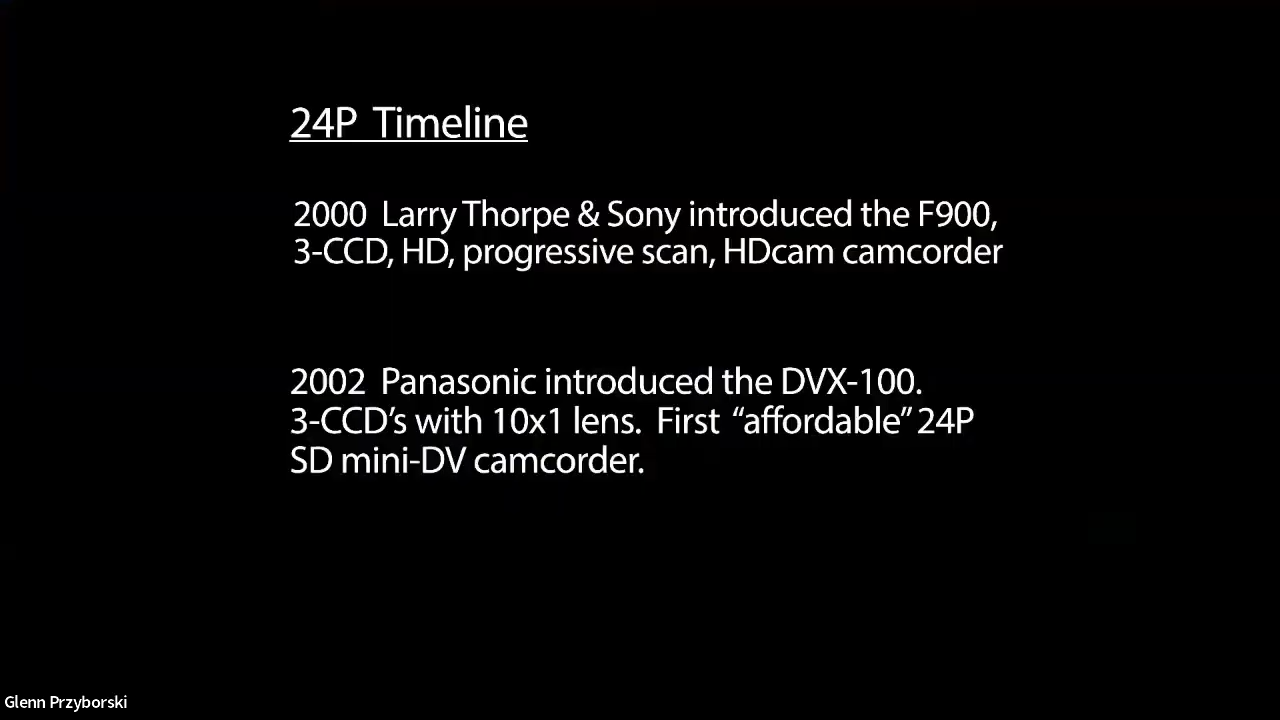 24P Timeline
2000 Larry Thorpe & Sony introduced the F900,
3-CCD, HD, progressive scan, HDcam camcorder
2002 Panasonic introduced the DVX-100.
3-CCD’s with 10x1 lens. First “affordable” 24P
SD mini-DV camcorder.
Glenn Przyborski